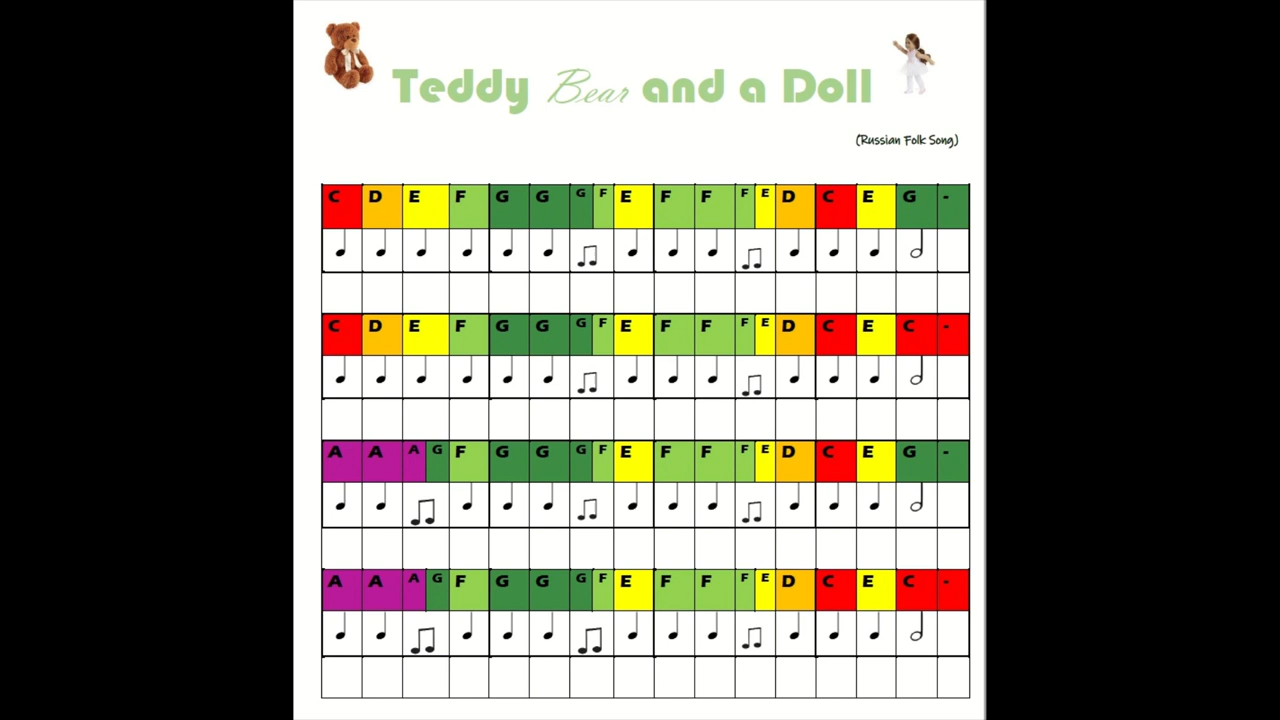 Teddy Bear and a Doll
(Russian Folk Song)
C D E F G G G F E F F F E D C E G -
C D E F G G G F E F F F E D C E C -
A A A G F G G G F E F F F E D C E G -
A A A G F G G G F E F F F E D C E C -